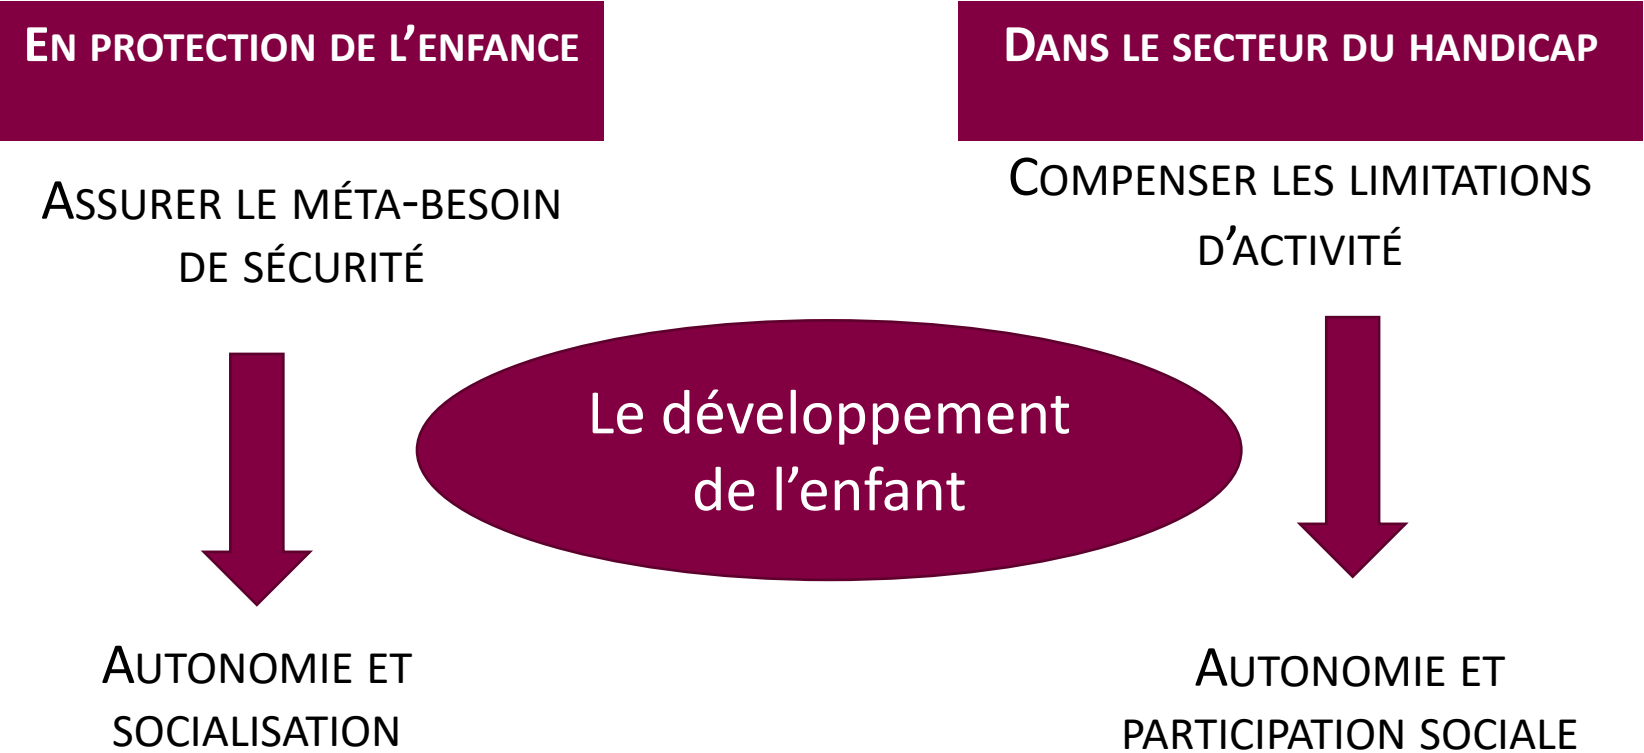 En protection de l’enfance
Assurer le méta-besoin
de sécurité
Dans le secteur du handicap
Compenser les limitations
d’activité
Le développement
de l’enfant
Autonomie et
socialisation
Autonomie et
participation sociale